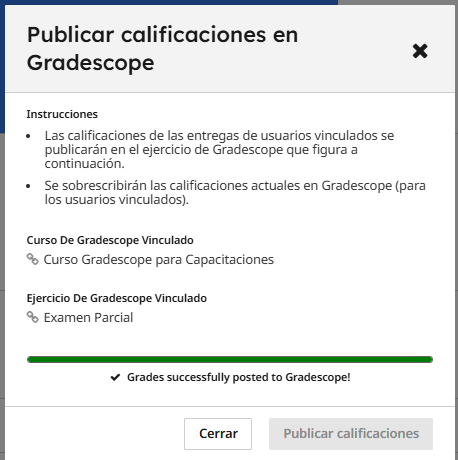 Publicar calificaciones en
Gradescope
Instrucciones
• Las calificaciones de las entregas de usuarios vinculados se
publicarán en el ejercicio de Gradescope que figura a
continuación.
• Se sobrescribirán las calificaciones actuales en Gradescope (para
los usuarios vinculados).
Curso De Gradescope Vinculado
Curso Gradescope para Capacitaciones
Ejercicio De Gradescope Vinculado
Examen Parcial
Grades successfully posted to Gradescope!
Cerrar
Publicar calificaciones